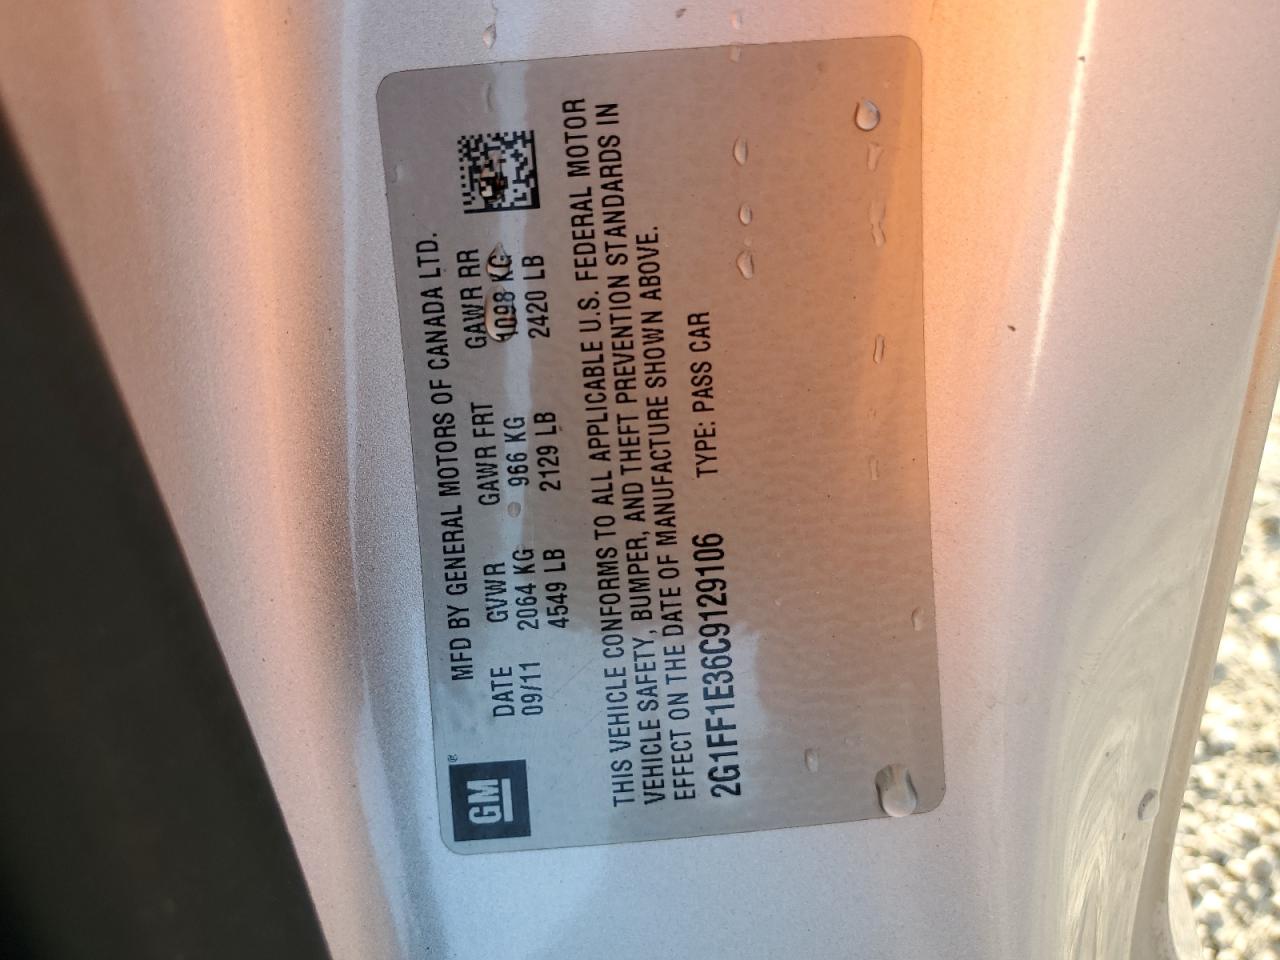 GM®
MFD BY GENERAL MOTORS OF CANADA LTD.
DATE GVWR GAWR FRT GAWR RR
09/11 2064 KG 966 KG 1098 KG
4549 LB 2129 LB 2420 LB
THIS VEHICLE CONFORMS TO ALL APPLICABLE U.S. FEDERAL MOTOR
VEHICLE SAFETY, BUMPER, AND THEFT PREVENTION STANDARDS IN
EFFECT ON THE DATE OF MANUFACTURE SHOWN ABOVE.
2G1FF1E36C9129106 TYPE: PASS CAR